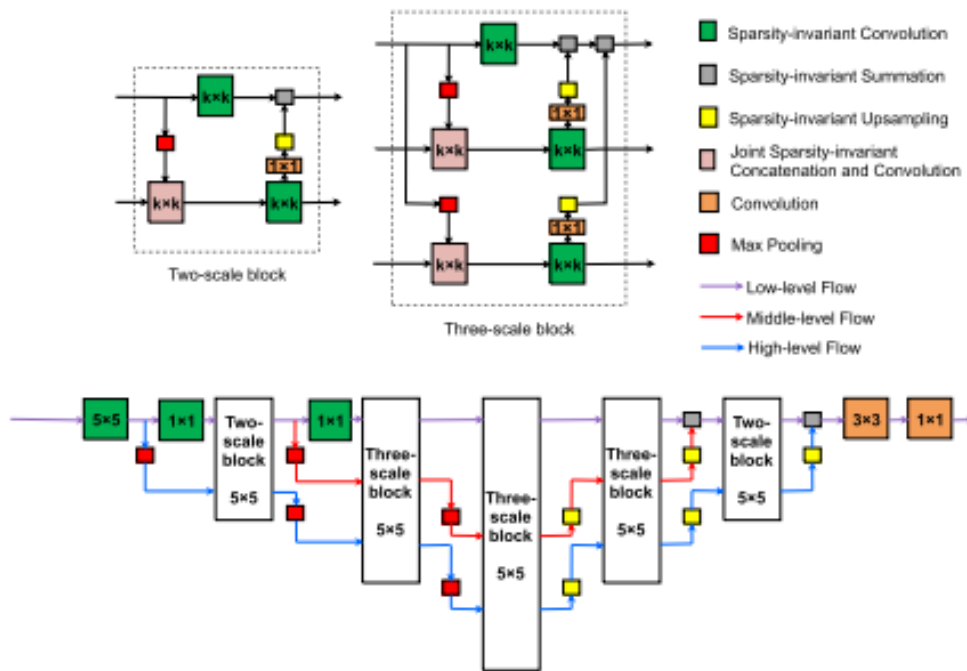 k×k
k×k
k×k
1×1
Two-scale block
k×k
1×1
k×k
k×k
1×1
k×k
k×k
Three-scale block
Sparsity-invariant Convolution
Sparsity-invariant Summation
Sparsity-invariant Upsampling
Joint Sparsity-invariant
Concatenation and Convolution
Convolution
Max Pooling
Low-level Flow
Middle-level Flow
High-level Flow
5×5
1×1
Two-
scale
block
5×5
1×1
Three-
scale
block
5×5
Three-
scale
block
5×5
Three-
scale
block
5×5
Two-
scale
block
5×5
3×3
1×1